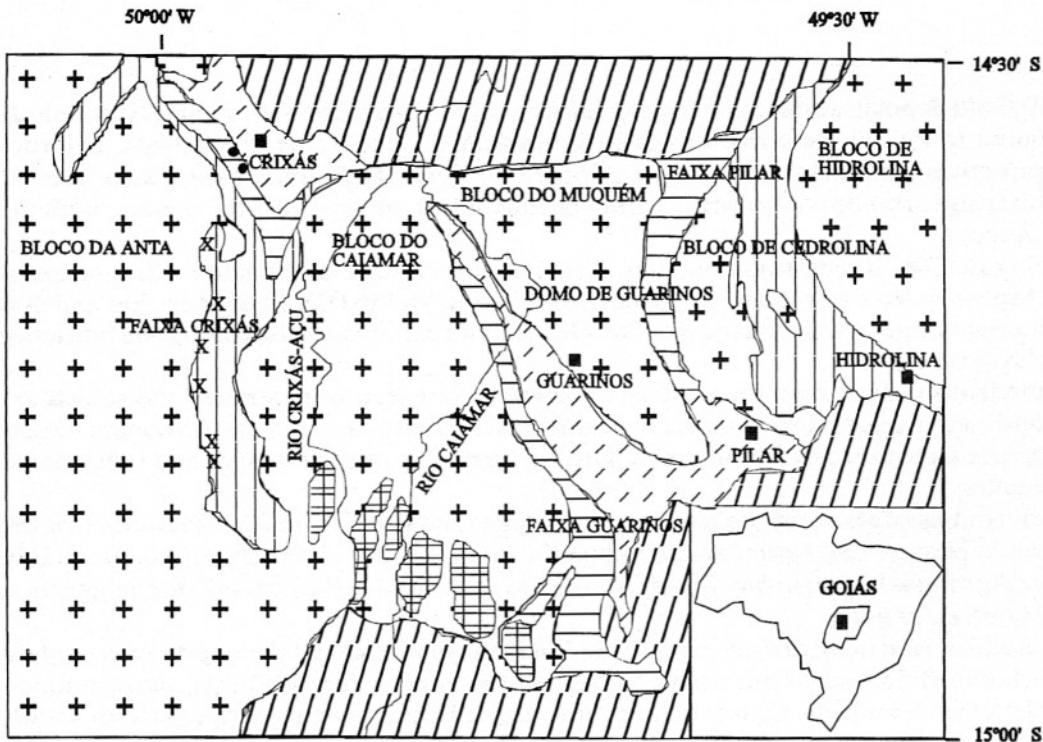 50°00' W
49°30' W
14°30' S
CRIXÁS
BLOCO DO MUQUÉM
FAIXA PILAR
BLOCO DE
HIDROLINA
BLOCO DA ANTA
BLOCO DO
CAIAMAR
BLOCO DE CEDROLINA
DOMO DE GUARINOS
FAIXA CRIXÁS
RIO CRIXÁS-AÇU
GUARINOS
HIDROLINA
RIO CAIAMAR
PILAR
FAIXA GUARINOS
GOIÁS
15°00' S